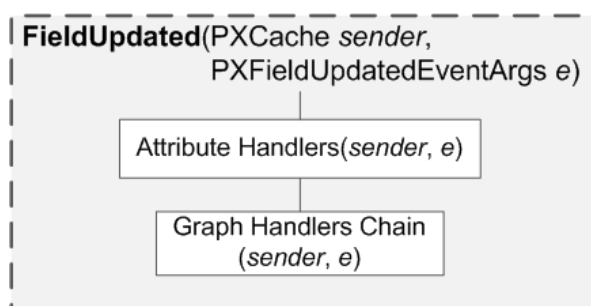 FieldUpdated(PXCache sender,
PXFieldUpdatedEventArgs e)
Attribute Handlers(sender, e)
Graph Handlers Chain
(sender, e)